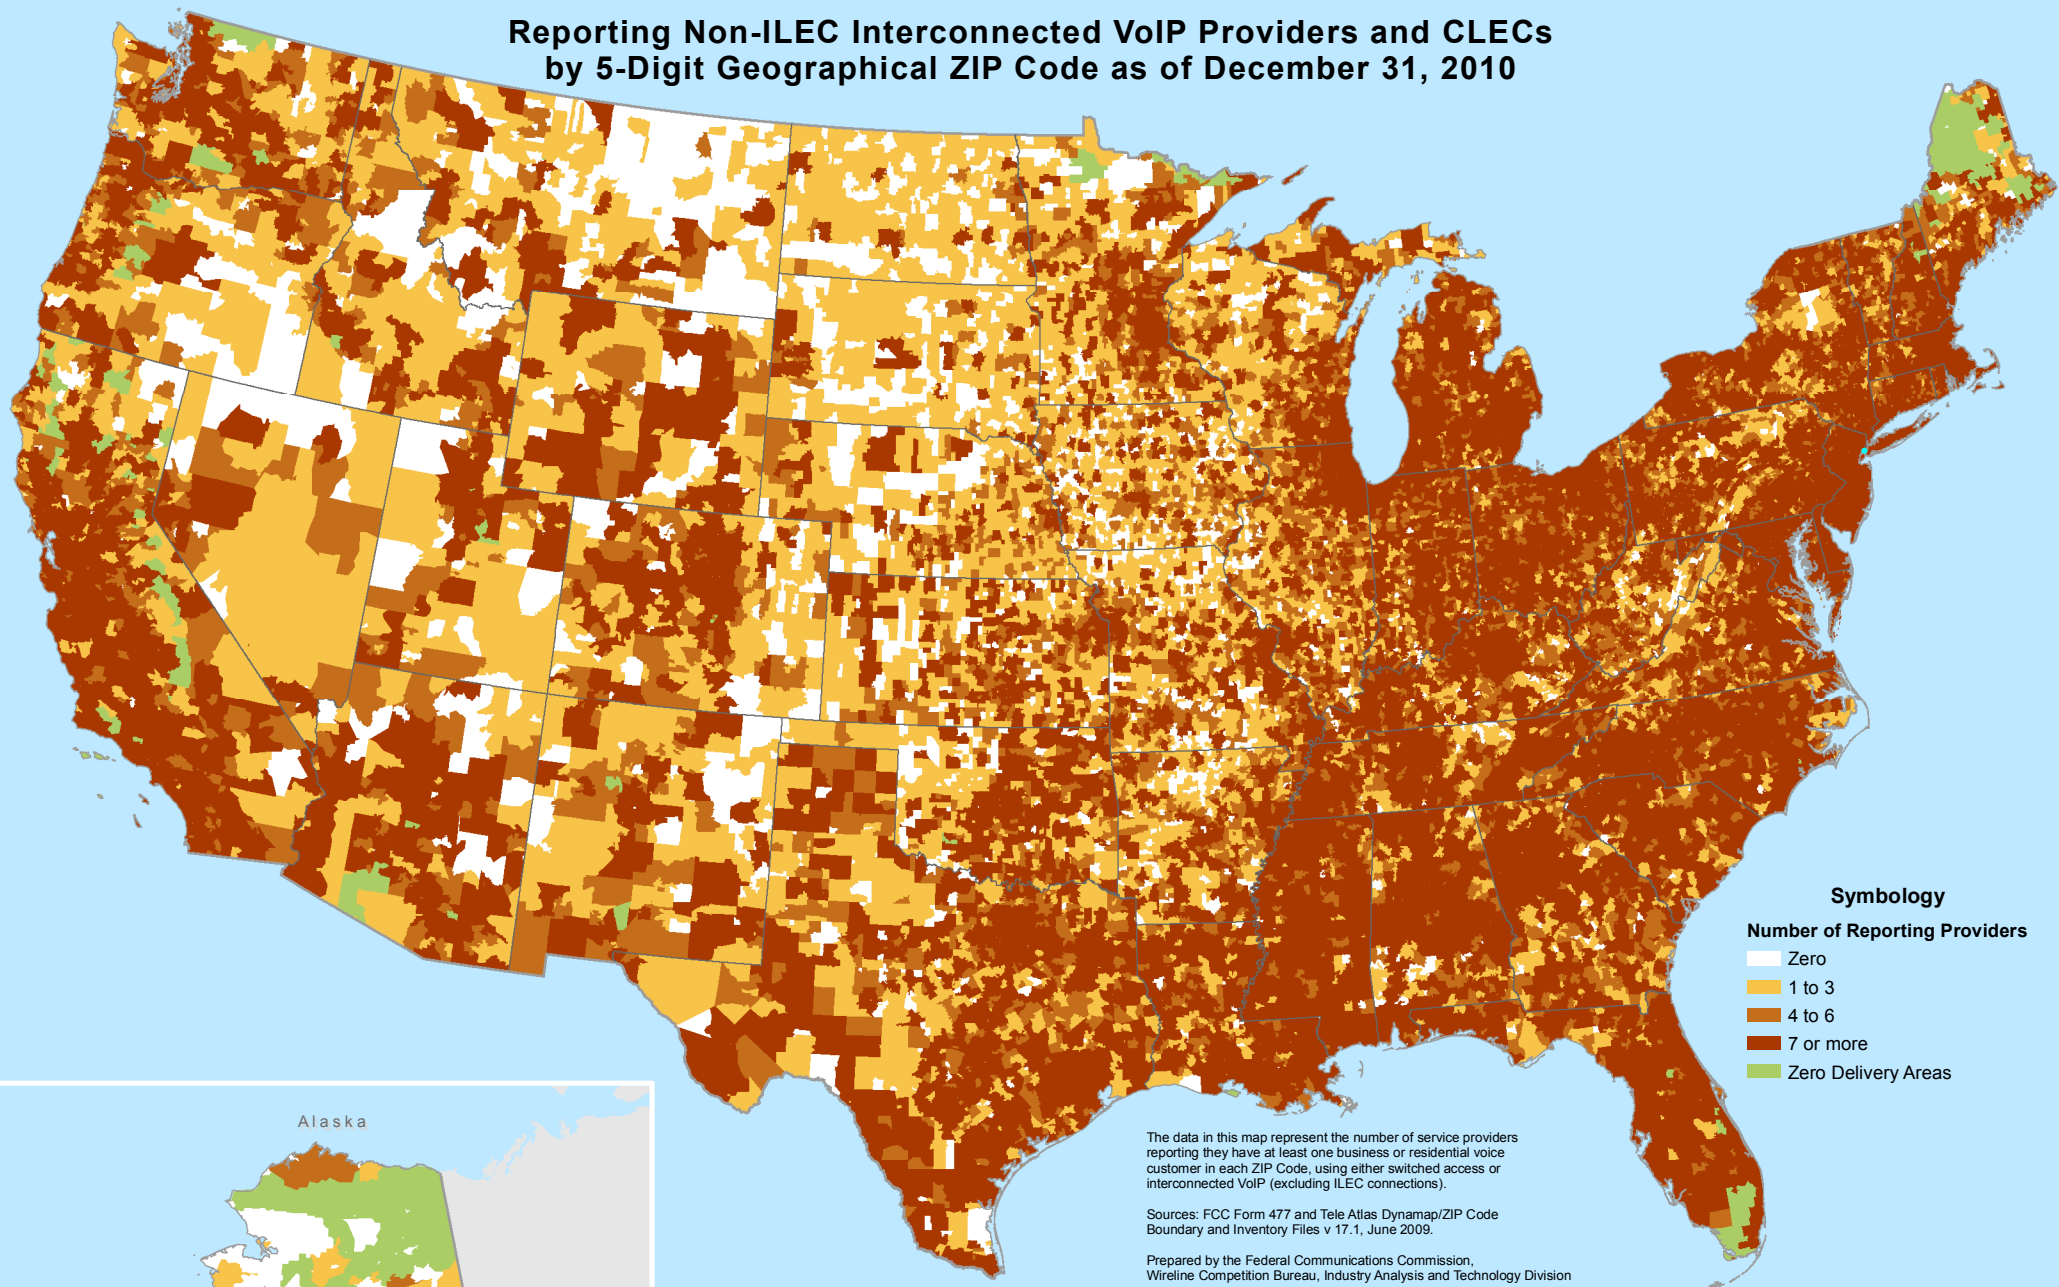 Reporting Non-ILEC Interconnected VoIP Providers and CLECs
by 5-Digit Geographical ZIP Code as of December 31, 2010
Symbology
Number of Reporting Providers
Zero
1 to 3
4 to 6
7 or more
Zero Delivery Areas
Alaska
The data in this map represent the number of service providers
reporting they have at least one business or residential voice
customer in each ZIP Code, using either switched access or
interconnected VoIP (excluding ILEC connections).
Sources: FCC Form 477 and Tele Atlas Dynamap/ZIP Code
Boundary and Inventory Files v 17.1, June 2009.
Prepared by the Federal Communications Commission,
Wireline Competition Bureau, Industry Analysis and Technology Division